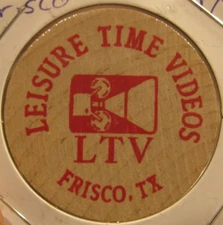 LEISURE TIME VIDEOS
LTV
FRISCO, TX